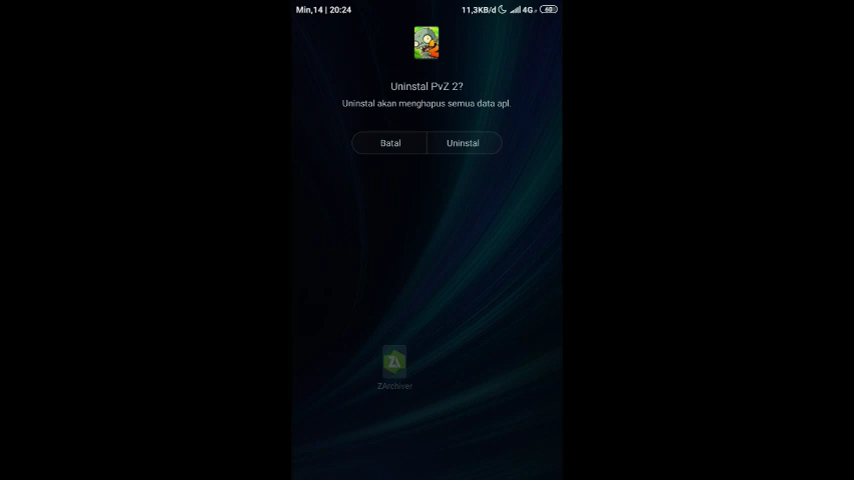 Min,14 | 20:24
11,3KB/d 4G 60
Uninstal PvZ 2?
Uninstal akan menghapus semua data apl.
Batal
Uninstal
ZArchiver